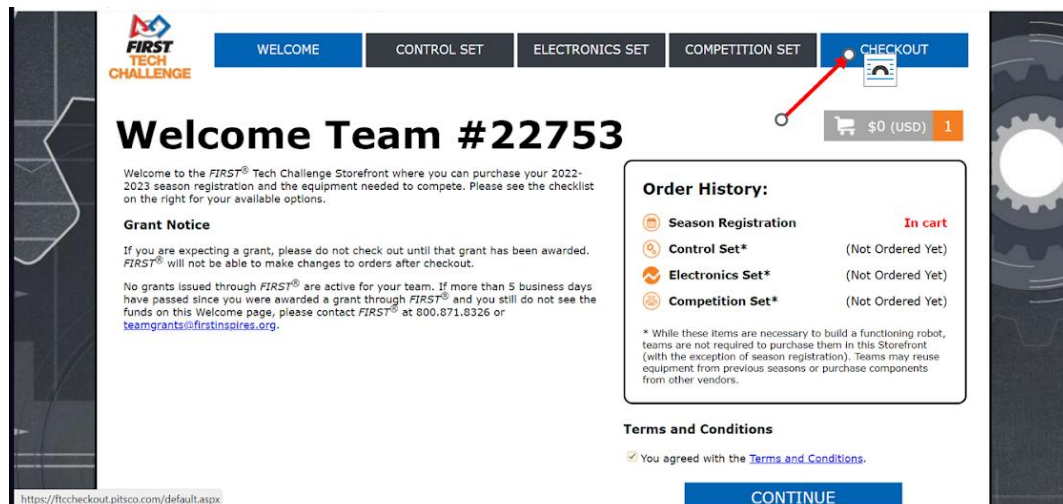 FIRST
TECH
CHALLENGE
WELCOME
CONTROL SET
ELECTRONICS SET
COMPETITION SET
CHECKOUT
$0 (USD) 1
Welcome Team #22753
Welcome to the FIRST® Tech Challenge Storefront where you can purchase your 2022-
2023 season registration and the equipment needed to compete. Please see the checklist
on the right for your available options.
Grant Notice
If you are expecting a grant, please do not check out until that grant has been awarded.
FIRST® will not be able to make changes to orders after checkout.
No grants issued through FIRST® are active for your team. If more than 5 business days
have passed since you were awarded a grant through FIRST® and you still do not see the
funds on this Welcome page, please contact FIRST® at 800.871.8326 or
teamgrants@firstinspires.org.
Order History:
Season Registration In cart
Control Set* (Not Ordered Yet)
Electronics Set* (Not Ordered Yet)
Competition Set* (Not Ordered Yet)
* While these items are necessary to build a functioning robot,
teams are not required to purchase them in this Storefront
(with the exception of season registration). Teams may reuse
equipment from previous seasons or purchase components
from other vendors.
Terms and Conditions
You agreed with the Terms and Conditions.
CONTINUE
https://ftccheckout.pitsco.com/default.aspx